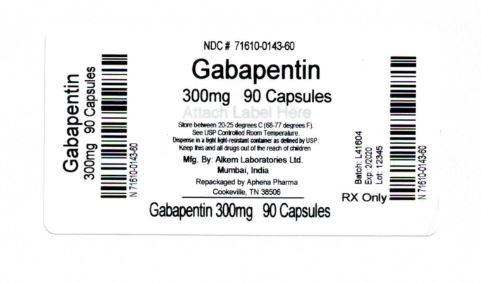 Gabapentin
300mg 90 Capsules
N 71610-0143-60
NDC # 71610-0143-60
Gabapentin
300mg 90 Capsules
Attach Label Here
Store between 20-25 degrees C (68-77 degrees F).
See USP Controlled Room Temperature.
Dispense in a tight light-resistant container as defined by USP.
Keep this and all drugs out of the reach of children
Mfg. By: Alkem Laboratories Ltd.
Mumbai, India
Repackaged by Aphena Pharma
Cookeville, TN 38506
Gabapentin 300mg 90 Capsules
Batch: L41604
Exp: 2/2020
Lot: 12345
RX Only
N 71610-0143-60